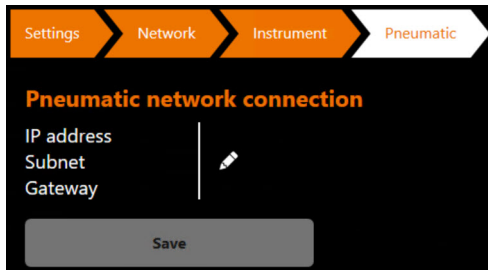 Settings Network Instrument Pneumatic
Pneumatic network connection
IP address
Subnet
Gateway
Save